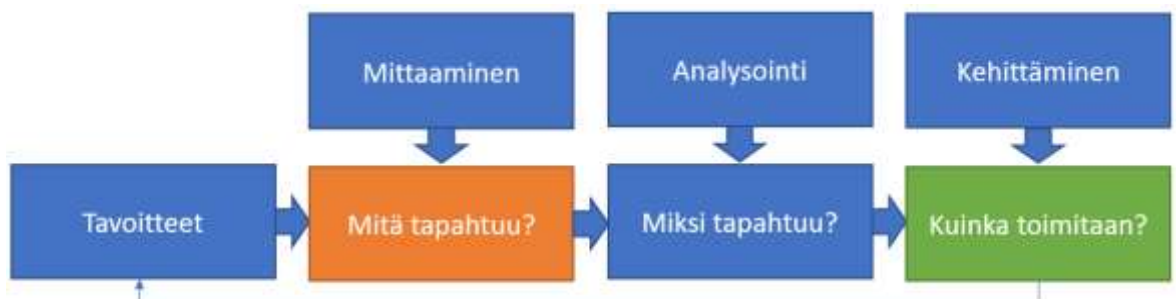 Mittaaminen
Analysointi
Kehittäminen
Tavoitteet
Mitä tapahtuu?
Miksi tapahtuu?
Kuinka toimitaan?